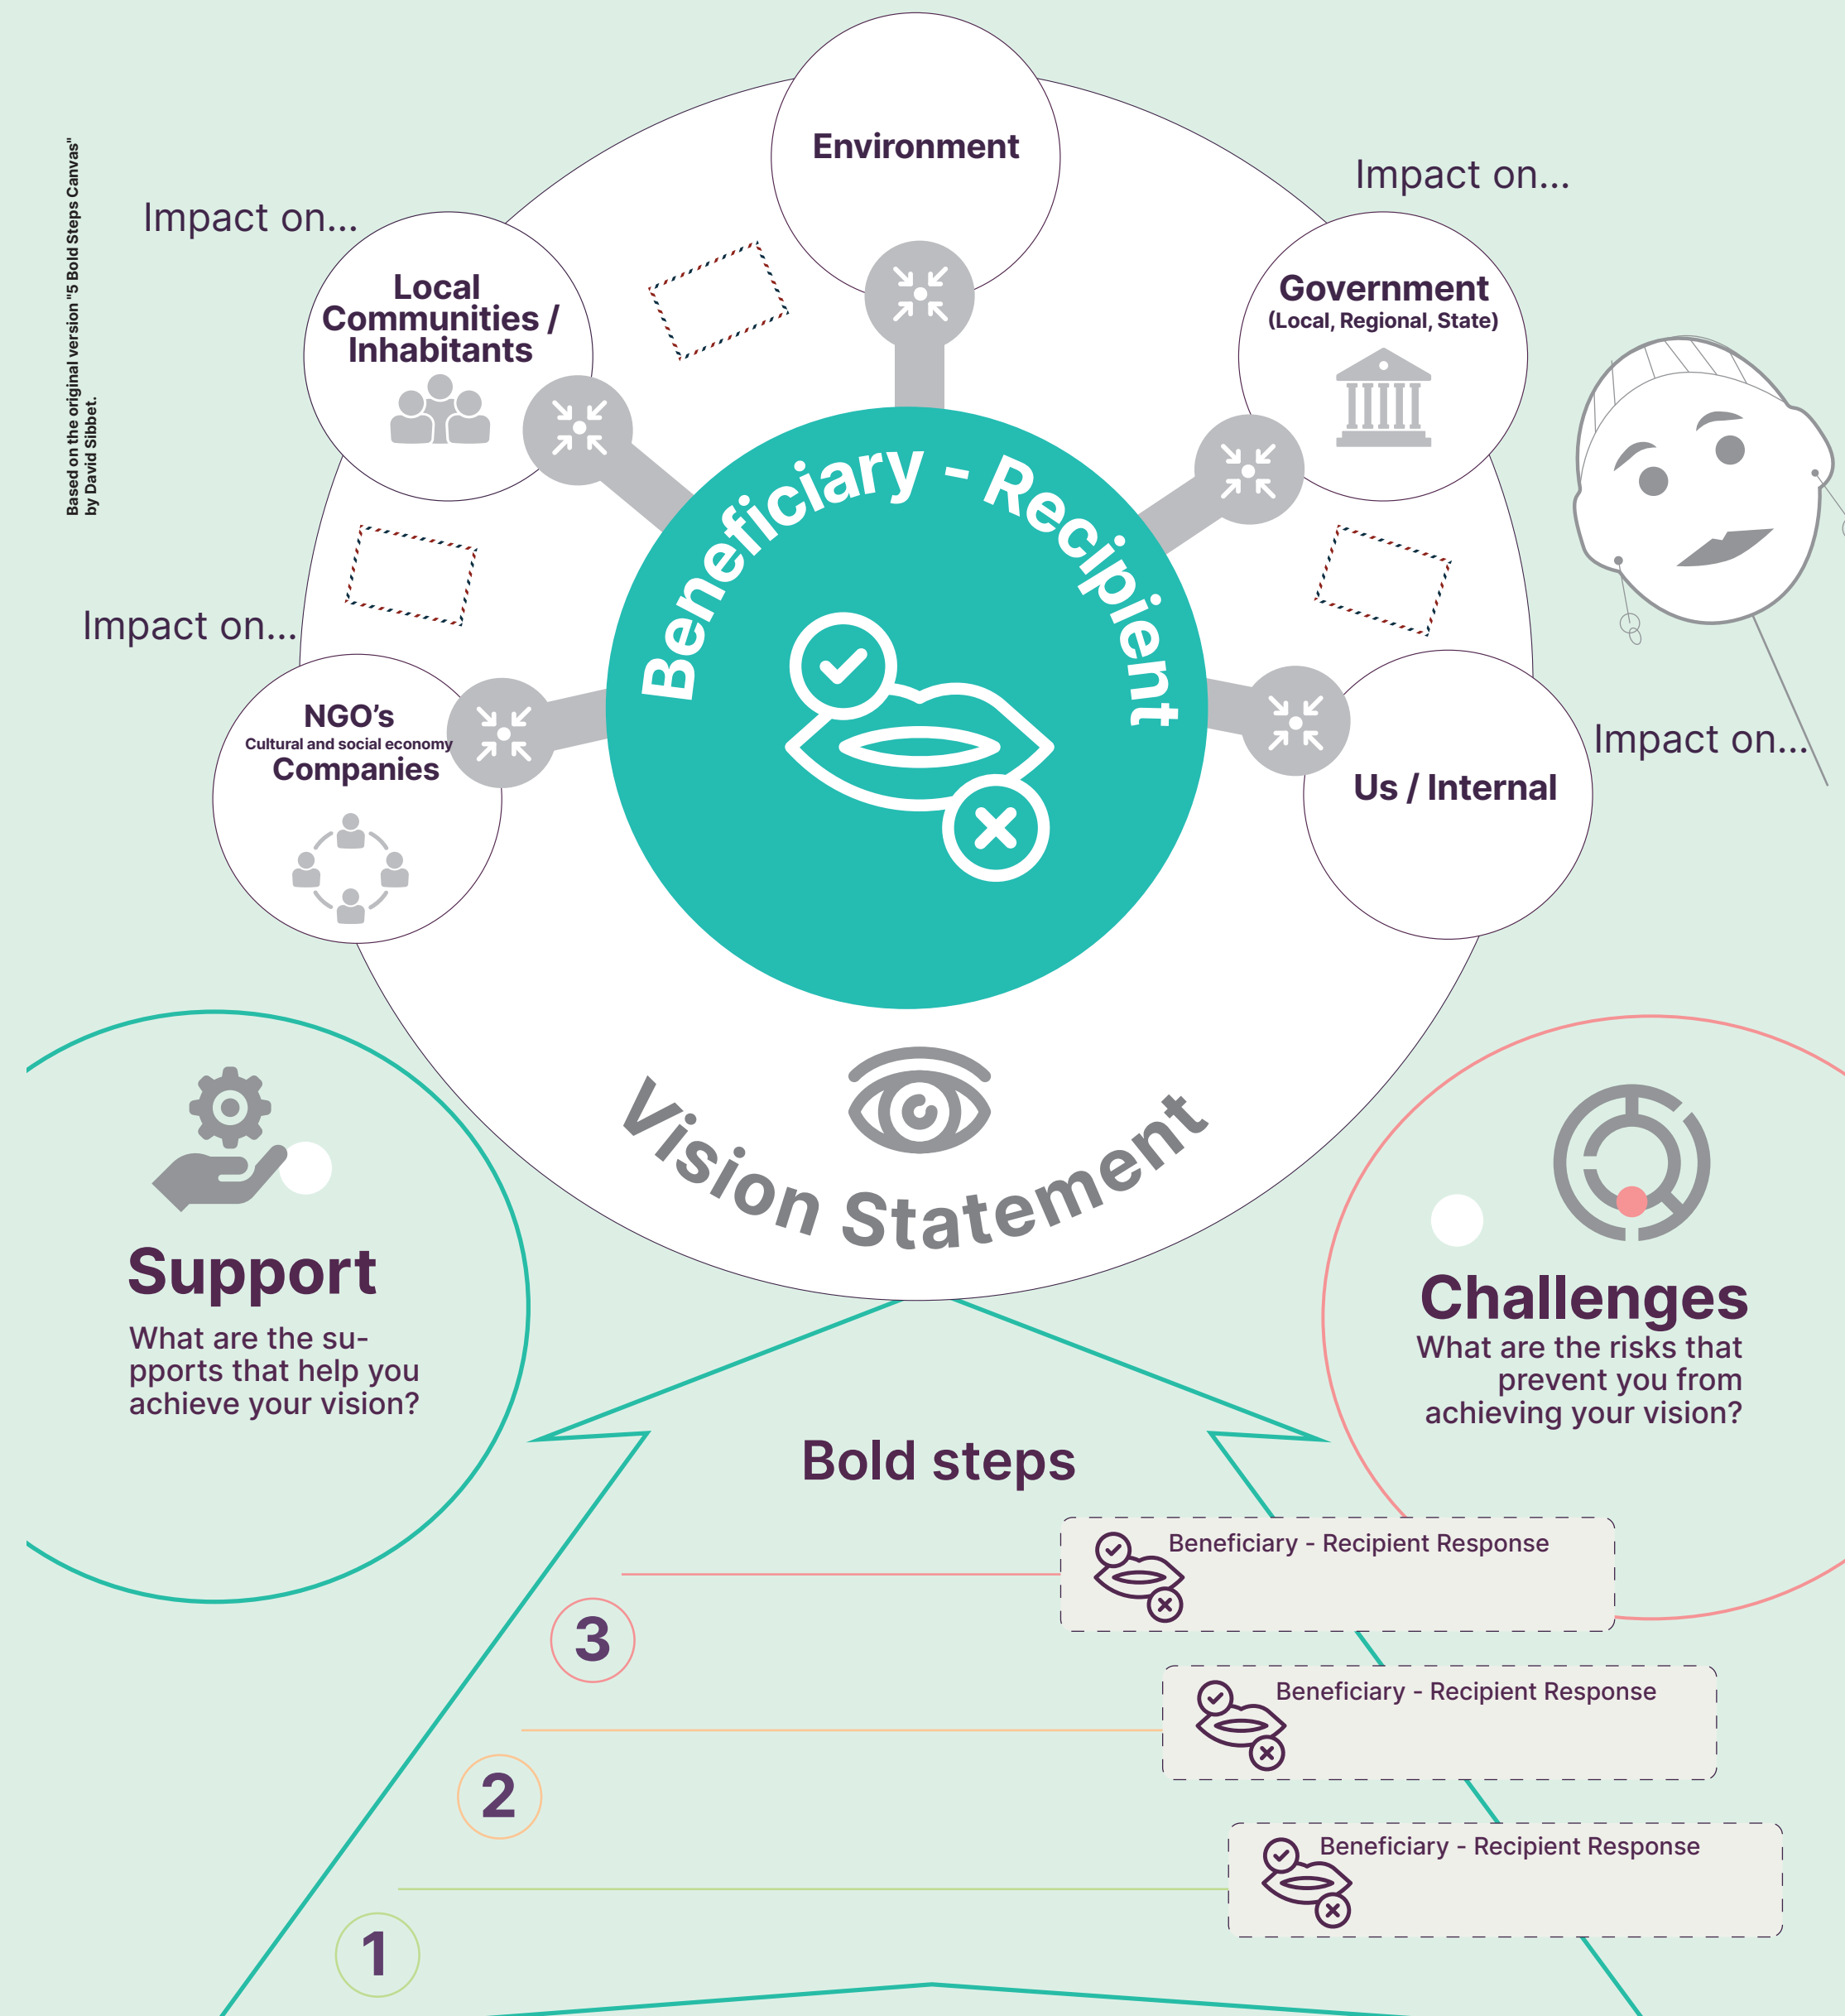 Based on the original version "5 Bold Steps Canvas"
by David Sibbet.
Environment
Impact on...
Impact on...
Local
Communities /
Inhabitants
Government
(Local, Regional, State)
Beneficiary - Recipient
Impact on...
NGO’s
Cultural and social economy
Companies
Impact on...
Us / Internal
Vision Statement
Support
What are the su-
pports that help you
achieve your vision?
Challenges
What are the risks that
prevent you from
achieving your vision?
Bold steps
Beneficiary - Recipient Response
3
Beneficiary - Recipient Response
2
Beneficiary - Recipient Response
1